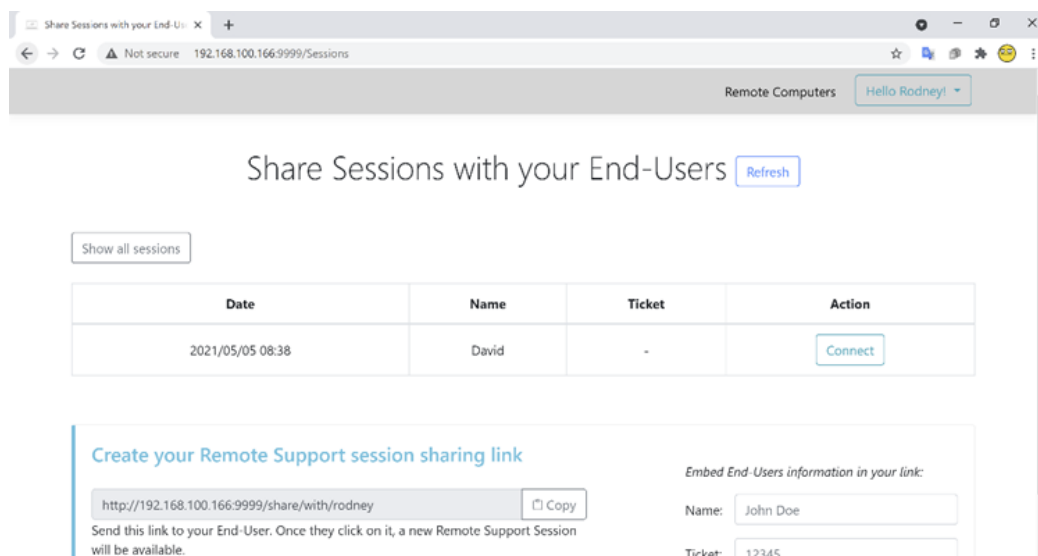 Share Sessions with your End-Us
Not secure 192.168.100.166:9999/Sessions
Remote Computers Hello Rodney!
Share Sessions with your End-Users Refresh
Show all sessions
Date Name Ticket Action
2021/05/05 08:38 David - Connect
Create your Remote Support session sharing link
Embed End-Users information in your link:
http://192.168.100.166:9999/share/with/rodney Copy
Name: John Doe
Send this link to your End-User. Once they click on it, a new Remote Support Session
will be available.
Ticket: 12345